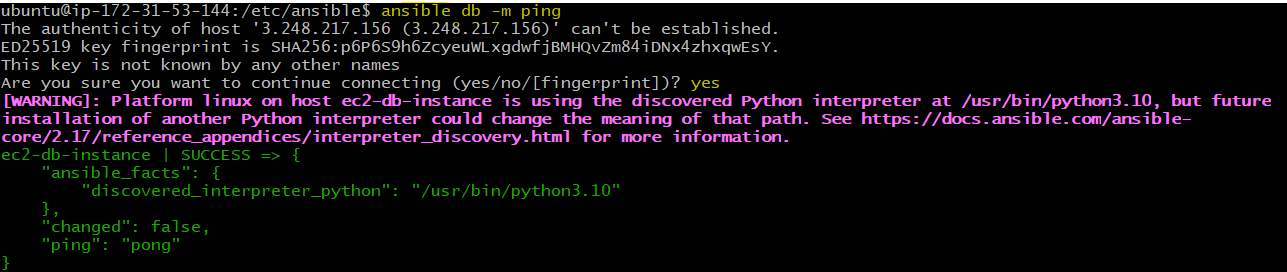 ubuntu@ip-172-31-53-144:/etc/ansible$ ansible db -m ping
The authenticity of host '3.248.217.156 (3.248.217.156)' can't be established.
ED25519 key fingerprint is SHA256:p6P6S9h6ZcyeuWLxgdwfjBMHQvZm84iDNx4zhxqwEsY.
This key is not known by any other names
Are you sure you want to continue connecting (yes/no/[fingerprint])? yes
[WARNING]: Platform linux on host ec2-db-instance is using the discovered Python interpreter at /usr/bin/python3.10, but future
installation of another Python interpreter could change the meaning of that path. See https://docs.ansible.com/ansible-
core/2.17/reference_appendices/interpreter_discovery.html for more information.
ec2-db-instance | SUCCESS => {
    "ansible_facts": {
        "discovered_interpreter_python": "/usr/bin/python3.10"
    },
    "changed": false,
    "ping": "pong"
}